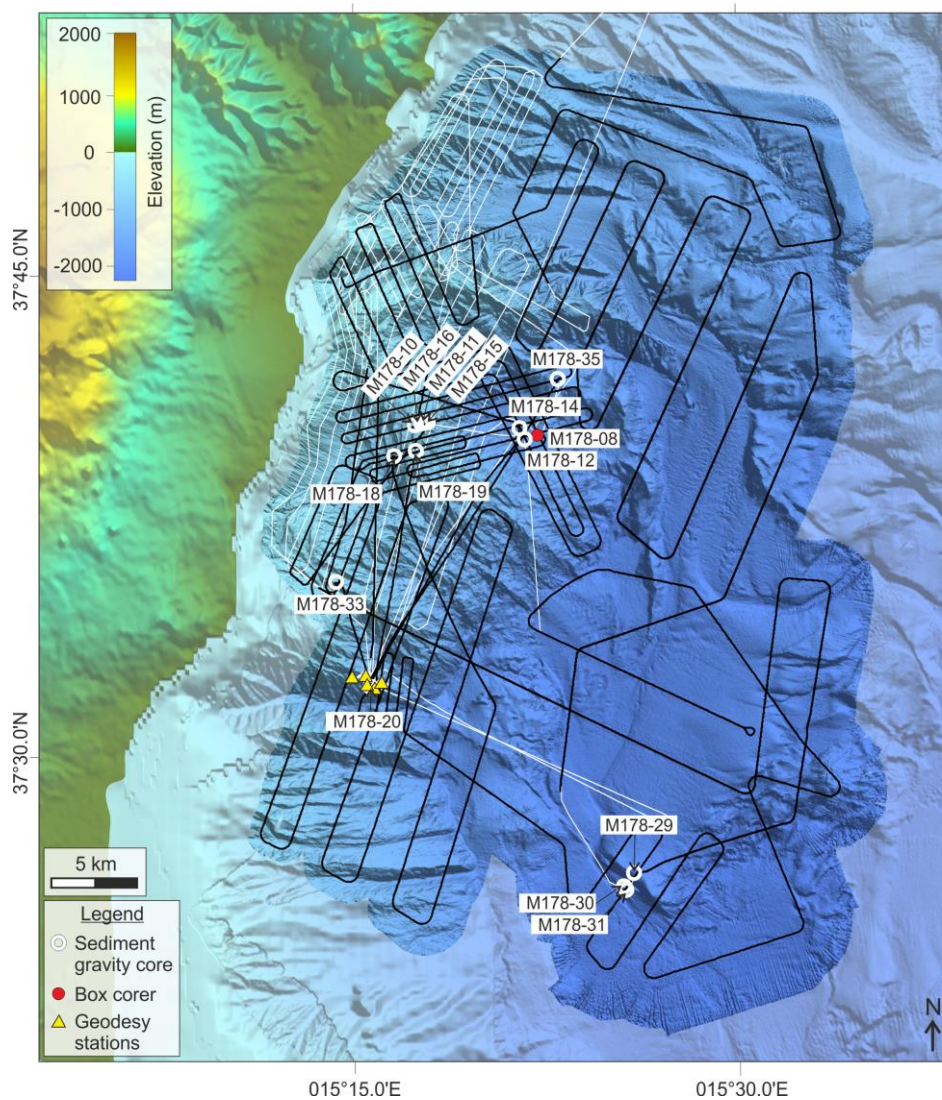 2000
1000
0
-1000
-2000
Elevation (m)
37°45.0'N
37°30.0'N
M178-10
M178-16
M178-11
M178-15
M178-35
M178-14
M178-08
M178-12
M178-18
M178-19
M178-33
M178-20
M178-29
M178-30
M178-31
5 km
Legend
Sediment
gravity core
Box corer
Geodesy
stations
N
015°15.0'E
015°30.0'E